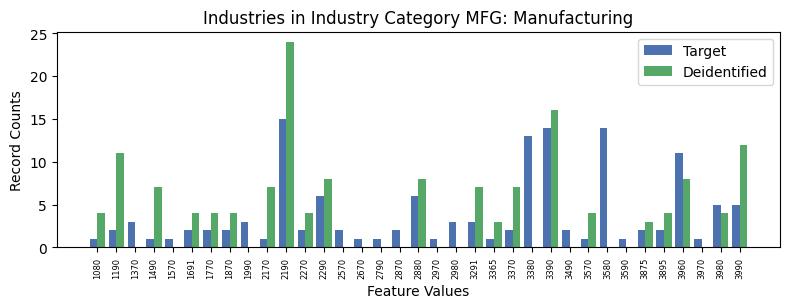 Industries in Industry Category MFG: Manufacturing
Record Counts
25
20
15
10
5
0
Target
Deidentified
1080 1190 1370 1490 1570 1691 1770 1870 1990 2170 2190 2270 2290 2570 2670 2790 2870 2880 2970 2980 3291 3365 3370 3380 3390 3490 3570 3580 3590 3875 3895 3960 3970 3980 3990
Feature Values